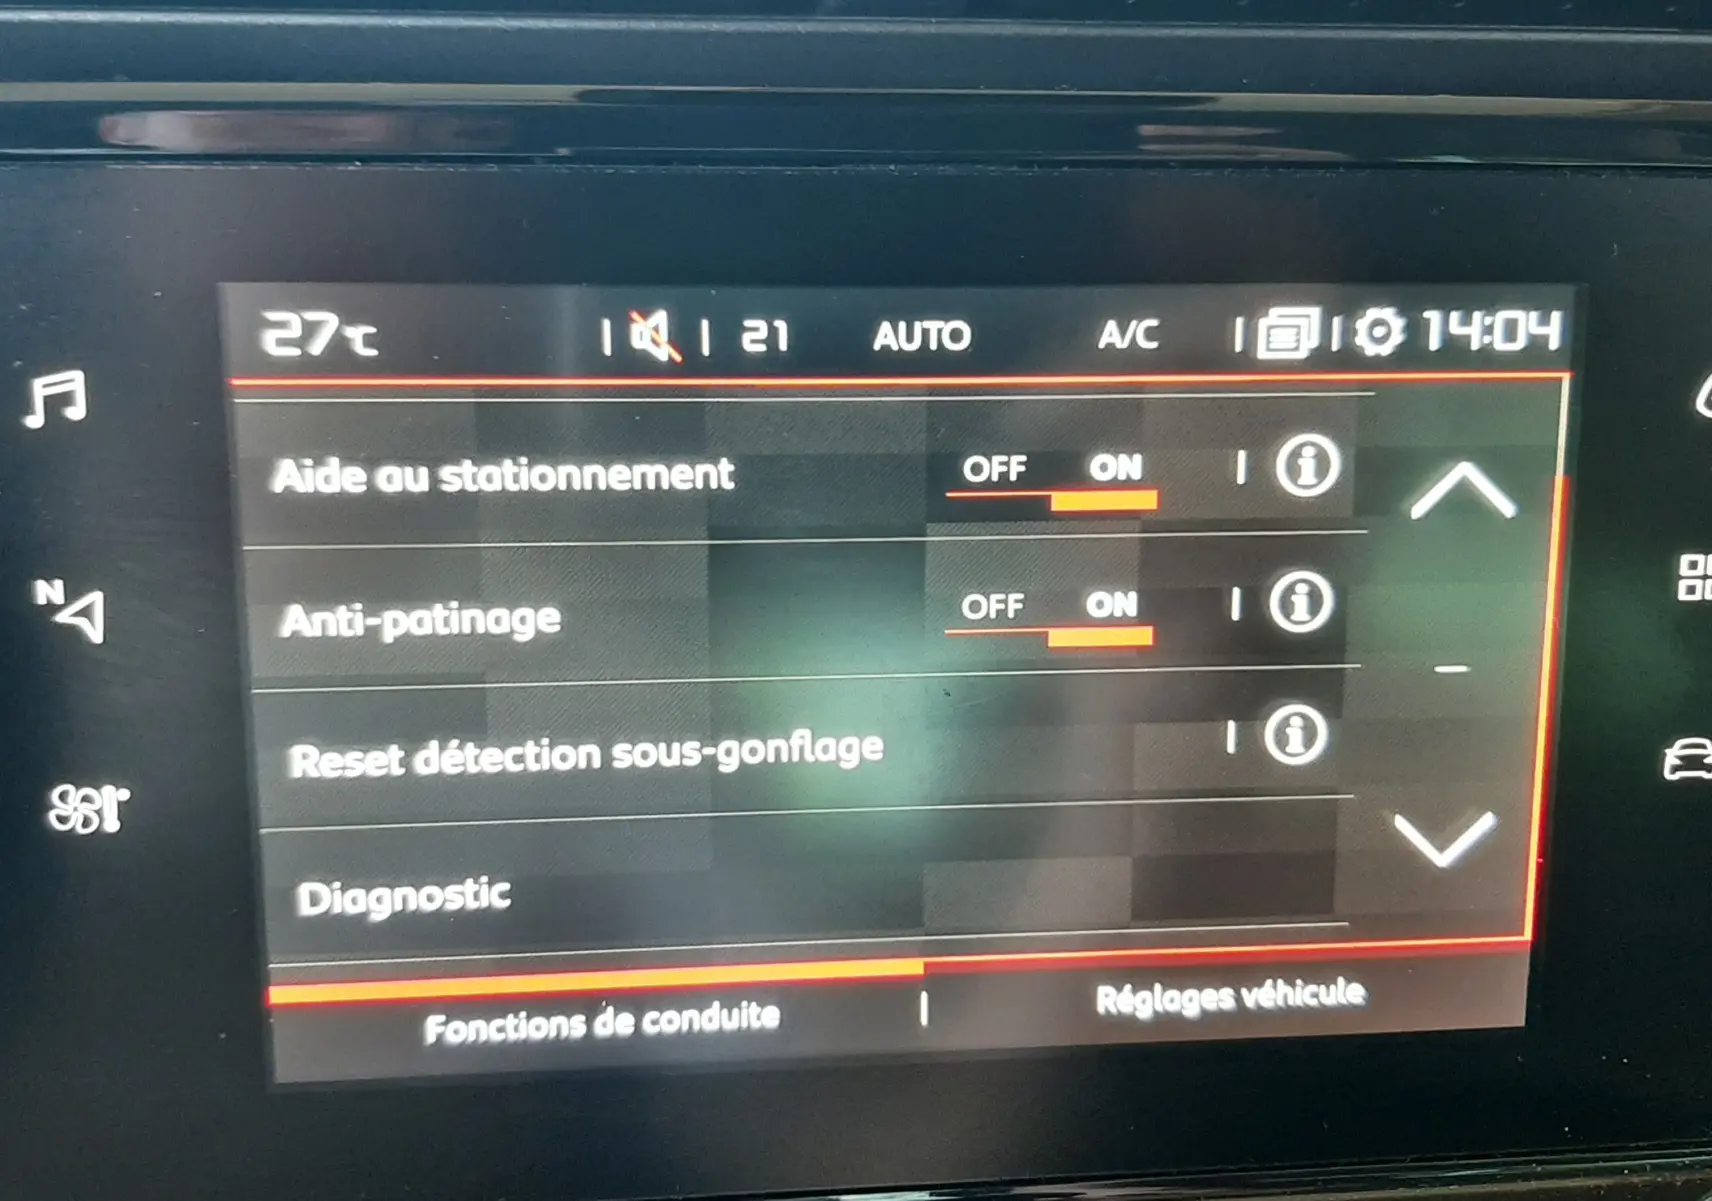 27°C 21 AUTO A/C 14:04
Aide au stationnement OFF ON
Anti-patinage OFF ON
N
Reset détection sous-gonflage
Diagnostic
Fonctions de conduite
Réglages véhicule